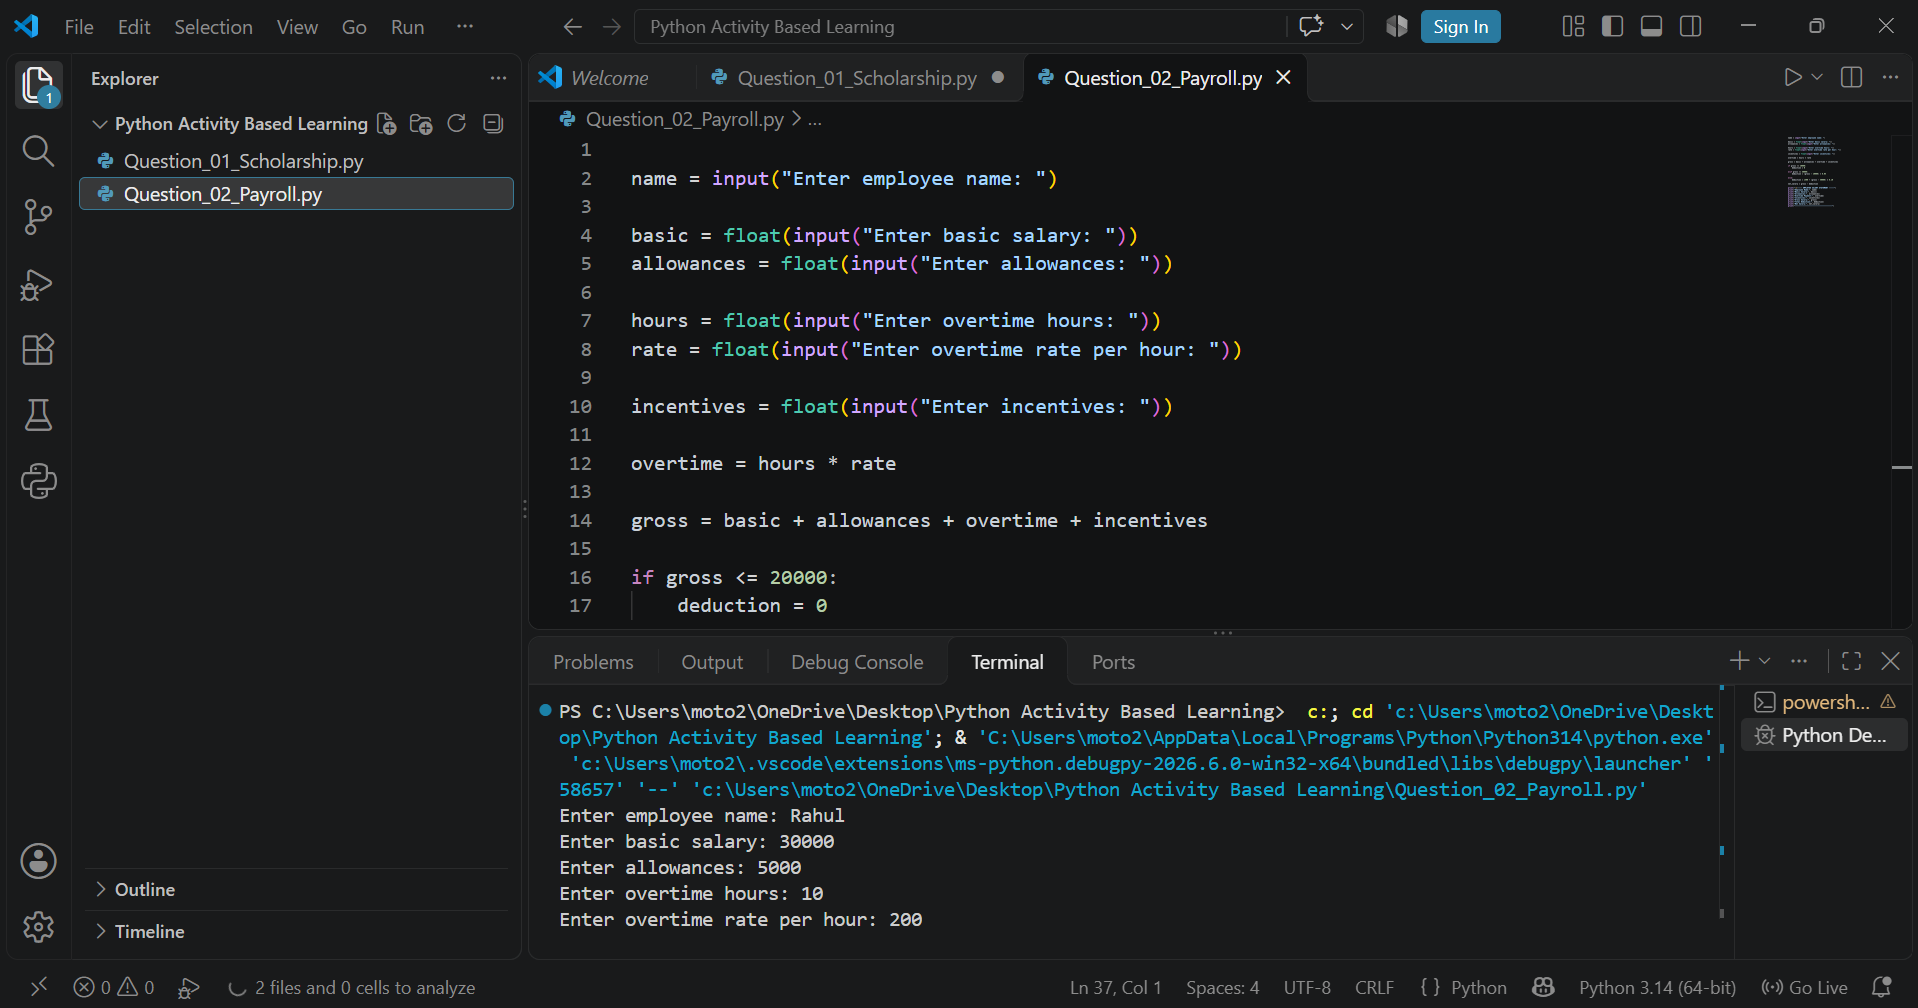 File Edit Selection View Go Run ...
Python Activity Based Learning
Sign In
Explorer
Python Activity Based Learning
Question_01_Scholarship.py
Question_02_Payroll.py
Outline
Timeline
1
Welcome
Question_01_Scholarship.py
Question_02_Payroll.py
Question_02_Payroll.py > ...
1
2 name = input("Enter employee name: ")
3
4 basic = float(input("Enter basic salary: "))
5 allowances = float(input("Enter allowances: "))
6
7 hours = float(input("Enter overtime hours: "))
8 rate = float(input("Enter overtime rate per hour: "))
9
10 incentives = float(input("Enter incentives: "))
11
12 overtime = hours * rate
13
14 gross = basic + allowances + overtime + incentives
15
16 if gross <= 20000:
17 deduction = 0
Problems Output Debug Console Terminal Ports
PS C:\Users\moto2\OneDrive\Desktop\Python Activity Based Learning> c:; cd 'c:\Users\moto2\OneDrive\Deskt
op\Python Activity Based Learning'; & 'C:\Users\moto2\AppData\Local\Programs\Python\Python314\python.exe'
'c:\Users\moto2\.vscode\extensions\ms-python.debugpy-2026.6.0-win32-x64\bundled\libs\debugpy\launcher' '
58657' '--' 'c:\Users\moto2\OneDrive\Desktop\Python Activity Based Learning\Question_02_Payroll.py'
Enter employee name: Rahul
Enter basic salary: 30000
Enter allowances: 5000
Enter overtime hours: 10
Enter overtime rate per hour: 200
powersh...
Python De...
0 0 2 files and 0 cells to analyze Ln 37, Col 1 Spaces: 4 UTF-8 CRLF { } Python Python 3.14 (64-bit) Go Live